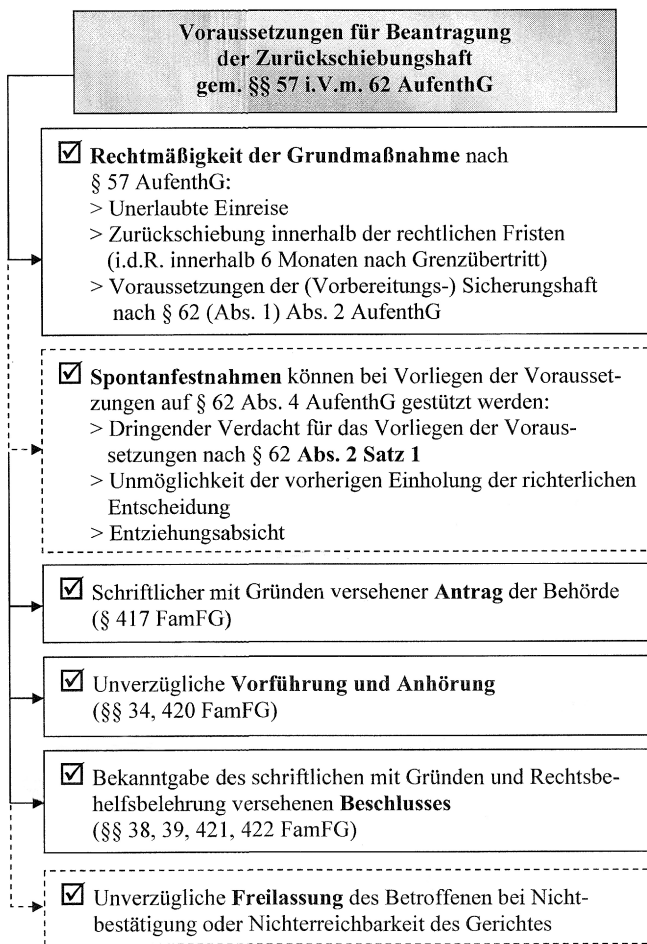 Voraussetzungen für Beantragung
der Zurückschiebungshaft
gem. §§ 57 i.V.m. 62 AufenthG
☑ Rechtmäßigkeit der Grundmaßnahme nach
§ 57 AufenthG:
> Unerlaubte Einreise
> Zurückschiebung innerhalb der rechtlichen Fristen
(i.d.R. innerhalb 6 Monaten nach Grenzübertritt)
> Voraussetzungen der (Vorbereitungs-) Sicherungshaft
nach § 62 (Abs. 1) Abs. 2 AufenthG
☑ Spontanfestnahmen können bei Vorliegen der Vorausset-
zungen auf § 62 Abs. 4 AufenthG gestützt werden:
> Dringender Verdacht für das Vorliegen der Voraus-
setzungen nach § 62 Abs. 2 Satz 1
> Unmöglichkeit der vorherigen Einholung der richterlichen
Entscheidung
> Entziehungsabsicht
☑ Schriftlicher mit Gründen versehener Antrag der Behörde
(§ 417 FamFG)
☑ Unverzügliche Vorführung und Anhörung
(§§ 34, 420 FamFG)
☑ Bekanntgabe des schriftlichen mit Gründen und Rechtsbe-
helfsbelehrung versehenen Beschlusses
(§§ 38, 39, 421, 422 FamFG)
☑ Unverzügliche Freilassung des Betroffenen bei Nicht-
bestätigung oder Nichterreichbarkeit des Gerichtes